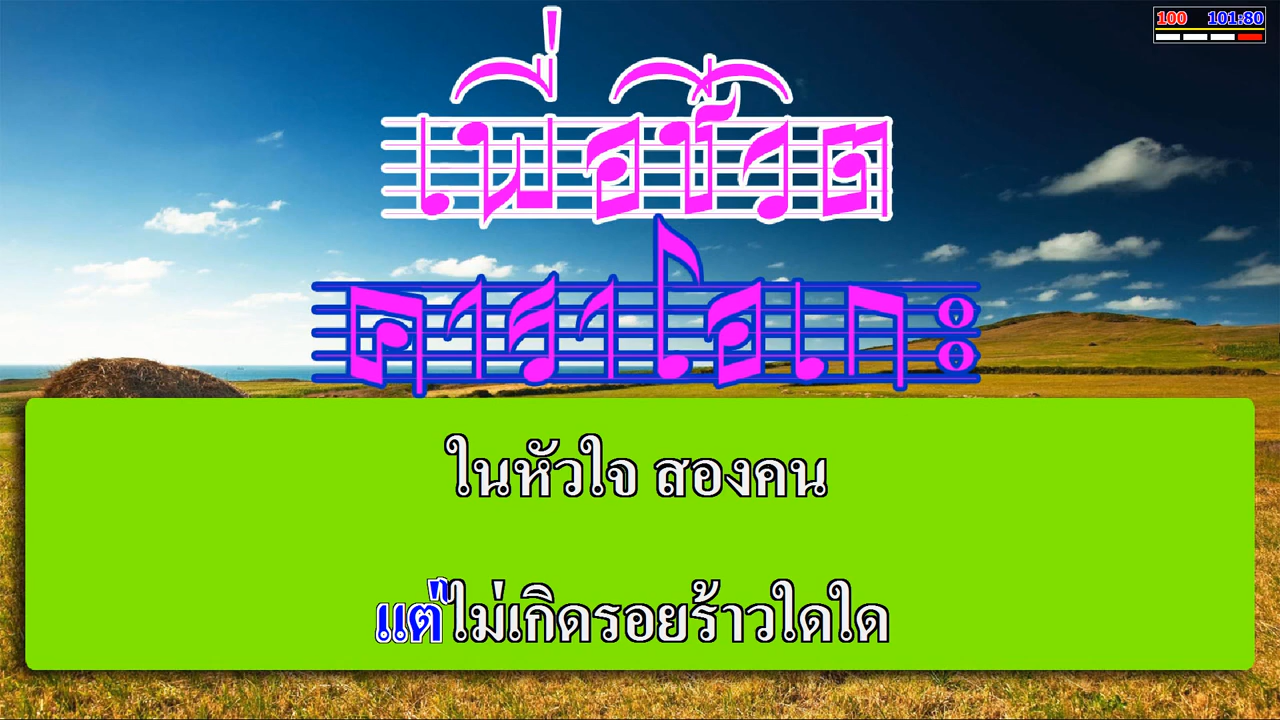 100 101:80
เพื่อชีวิต
คาราโอเกะ
ในหัวใจ สองคน
แต่ไม่เกิดรอยร้าวใดใด